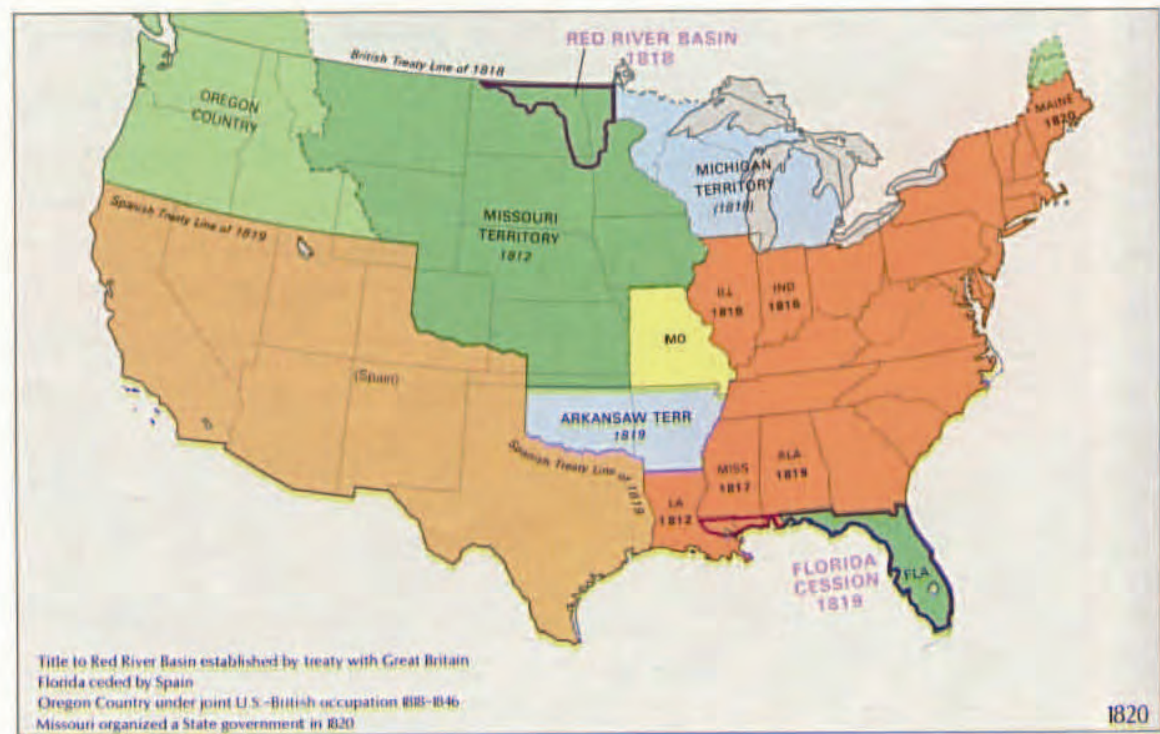 RED RIVER BASIN
1818
British Treaty Line of 1818
OREGON
COUNTRY
MAINE
1820
MICHIGAN
TERRITORY
(1818)
Spanish Treaty Line of 1819
MISSOURI
TERRITORY
1812
ILL
1818
IND
1816
MO
(Spain)
ARKANSAW TERR
1819
Spanish Treaty Line of 1819
MISS
1817
ALA
1819
LA
1812
FLORIDA
CESSION
1819
FLA
Title to Red River Basin established by treaty with Great Britain
Florida ceded by Spain
Oregon Country under joint U.S.-British occupation 1818-1846
Missouri organized a State government in 1820
1820